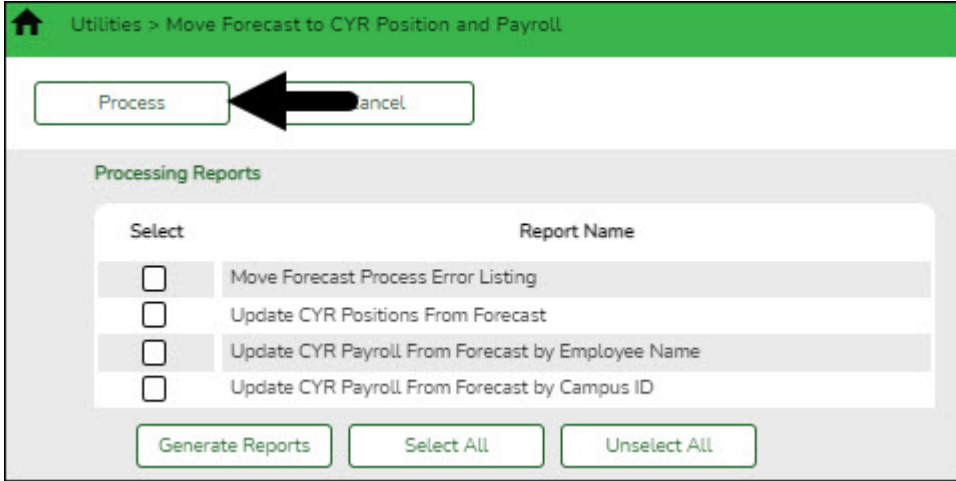 Utilities > Move Forecast to CYR Position and Payroll
Process
Processing Reports
Select Report Name
Move Forecast Process Error Listing
Update CYR Positions From Forecast
Update CYR Payroll From Forecast by Employee Name
Update CYR Payroll From Forecast by Campus ID
Generate Reports Select All Unselect All